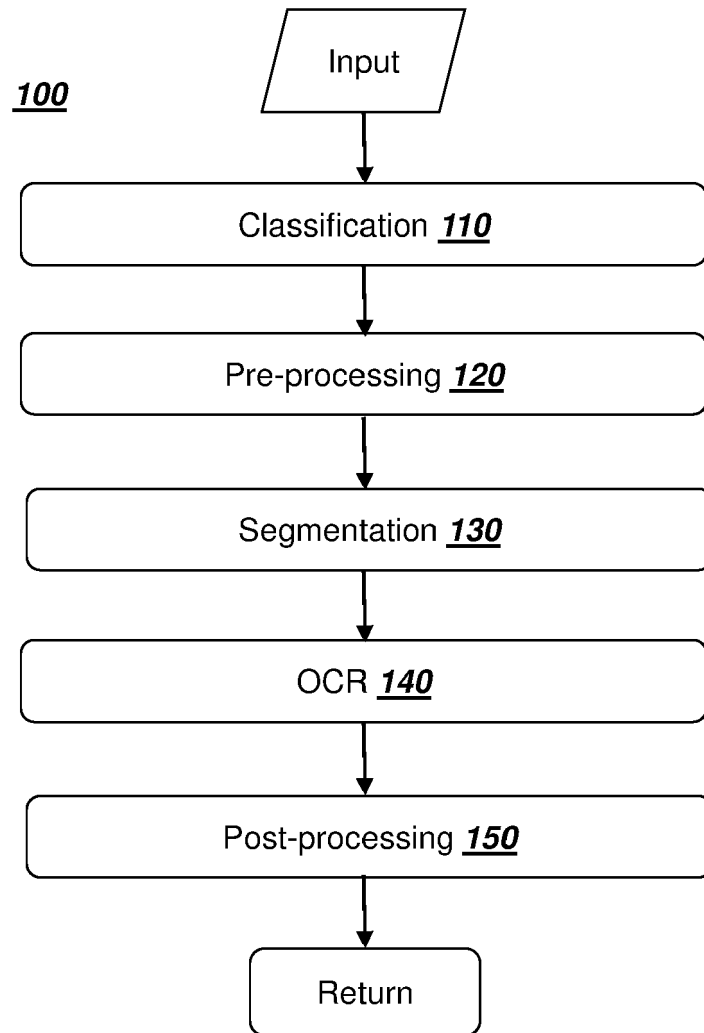 Input
100
Classification 110
Pre-processing 120
Segmentation 130
OCR 140
Post-processing 150
Return